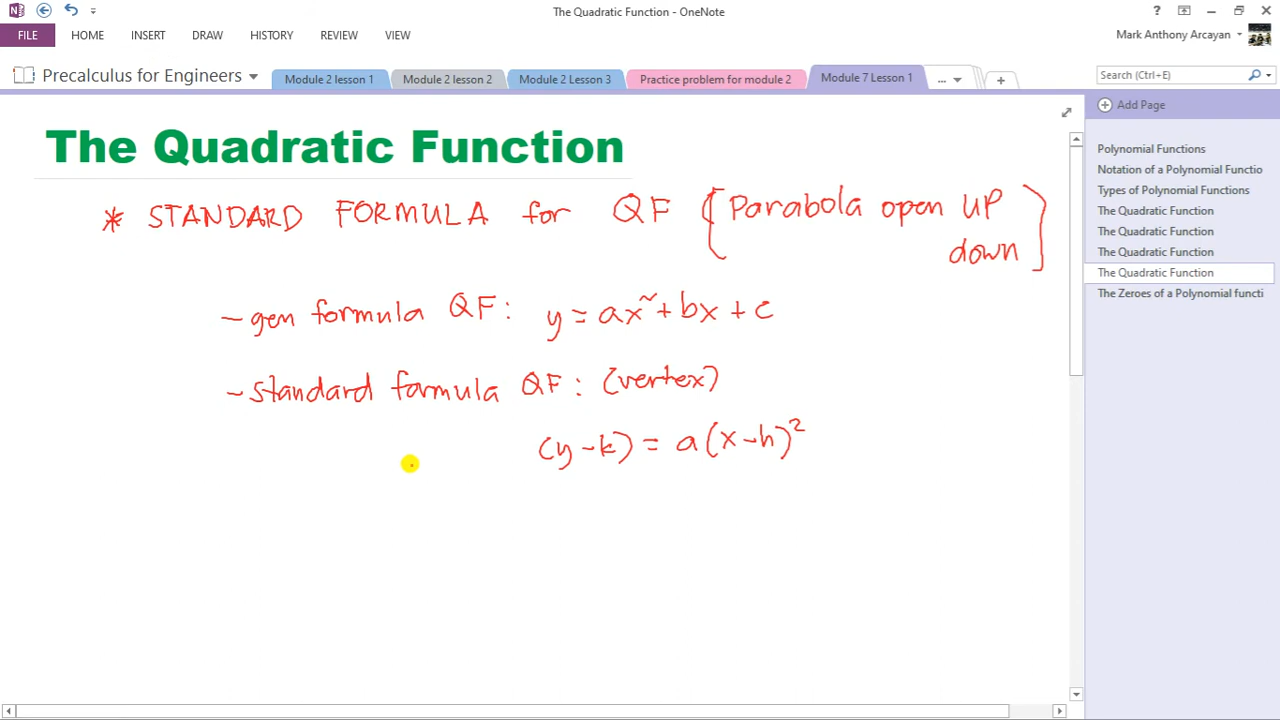 The Quadratic Function - OneNote
?
FILE HOME INSERT DRAW HISTORY REVIEW VIEW
Mark Anthony Arcayan
Precalculus for Engineers
Module 2 lesson 1 Module 2 lesson 2 Module 2 Lesson 3 Practice problem for module 2 Module 7 Lesson 1 ... +
Search (Ctrl+E)
Add Page
Polynomial Functions
Notation of a Polynomial Functio
Types of Polynomial Functions
The Quadratic Function
The Quadratic Function
The Quadratic Function
The Quadratic Function
The Zeroes of a Polynomial functi
The Quadratic Function
* STANDARD FORMULA for QF [Parabola open UP
down]
- gen formula QF: y = ax² + bx + c
- standard formula QF: (vertex)
(y - k) = a(x - h)²